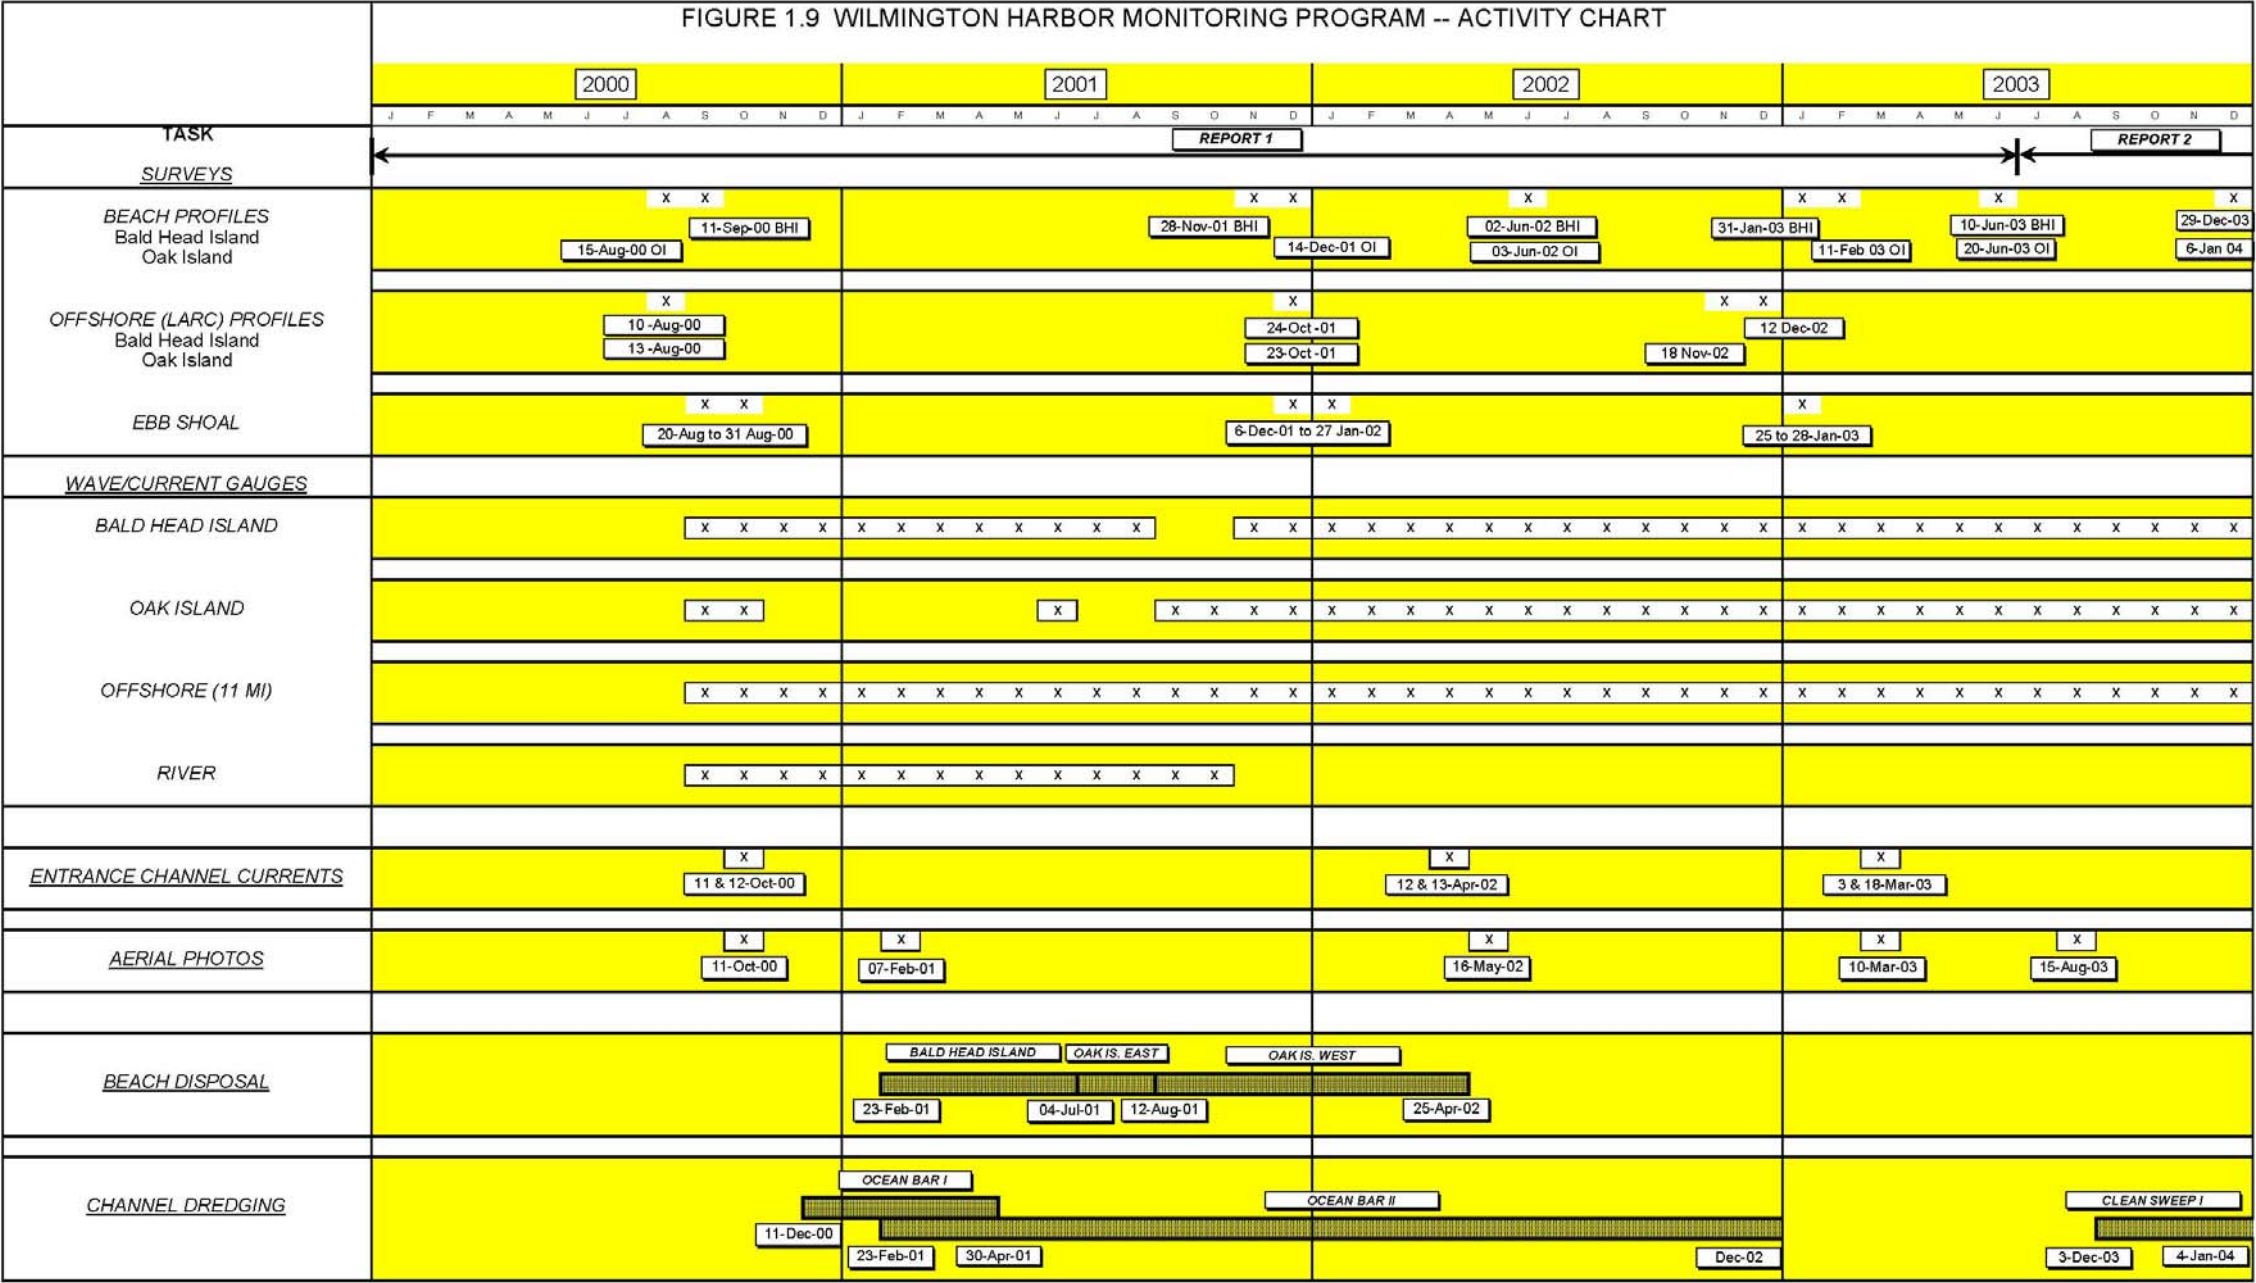 FIGURE 1.9 WILMINGTON HARBOR MONITORING PROGRAM -- ACTIVITY CHART
2000 2001 2002 2003
J F M A M J J A S O N D J F M A M J J A S O N D J F M A M J J A S O N D J F M A M J J A S O N D
TASK
REPORT 1 REPORT 2
SURVEYS
X X X X X X X X X
BEACH PROFILES
Bald Head Island
Oak Island
11-Sep-00 BHI 28-Nov-01 BHI 02-Jun-02 BHI 31-Jan-03 BHI 10-Jun-03 BHI 29-Dec-03
15-Aug-00 OI 14-Dec-01 OI 03-Jun-02 OI 11-Feb 03 OI 20-Jun-03 OI 6-Jan 04
X X X X
OFFSHORE (LARC) PROFILES
Bald Head Island
Oak Island
10 -Aug-00 24-Oct -01 12 Dec-02
13 -Aug-00 23-Oct -01 18 Nov-02
X X X X X
EBB SHOAL
20-Aug to 31 Aug-00 6-Dec-01 to 27 Jan-02 25 to 28-Jan-03
WAVE/CURRENT GAUGES
BALD HEAD ISLAND X X X X X X X X X X X X X X X X X X X X X X X X X X X X X X X X X X X X X X
OAK ISLAND X X X X X X X X X X X X X X X X X X X X X X X X X X X X X X X
OFFSHORE (11 MI) X X X X X X X X X X X X X X X X X X X X X X X X X X X X X X X X X X X X X X X X
RIVER X X X X X X X X X X X X X X
X X X
ENTRANCE CHANNEL CURRENTS
11 & 12-Oct-00 12 & 13-Apr-02 3 & 18-Mar-03
X X X X X
AERIAL PHOTOS
11-Oct-00 07-Feb-01 16-May-02 10-Mar-03 15-Aug-03
BALD HEAD ISLAND OAK IS. EAST OAK IS. WEST
BEACH DISPOSAL
23-Feb-01 04-Jul-01 12-Aug-01 25-Apr-02
OCEAN BAR I
OCEAN BAR II CLEAN SWEEP I
CHANNEL DREDGING
11-Dec-00
23-Feb-01 30-Apr-01 Dec-02 3-Dec-03 4-Jan-04